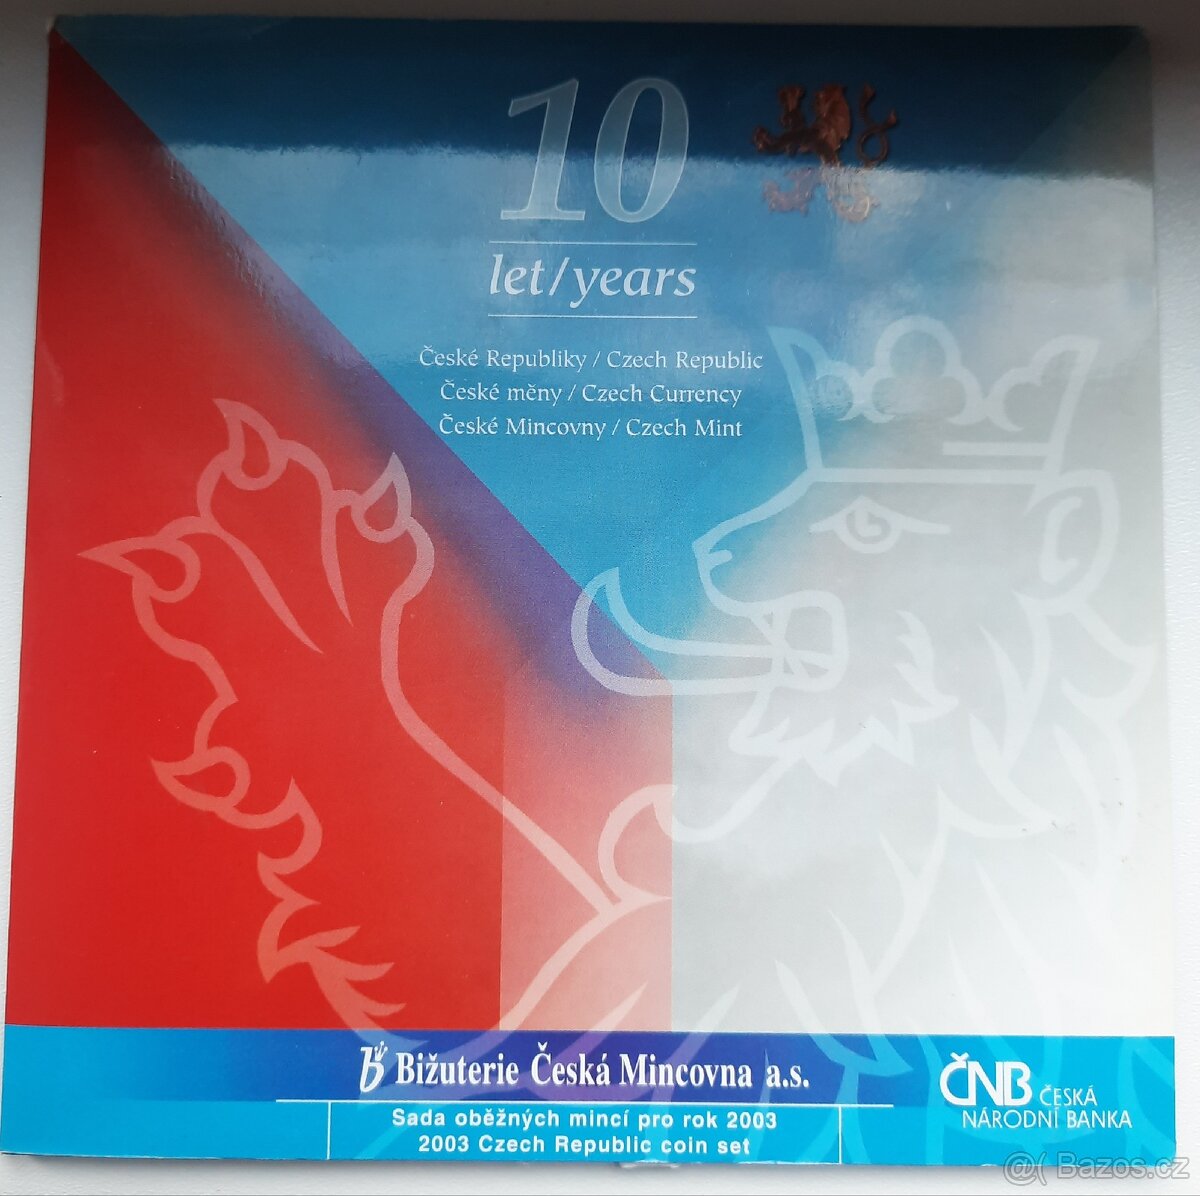 10
let/years
České Republiky / Czech Republic
České měny / Czech Currency
České Mincovny / Czech Mint
Bižuterie Česká Mincovna a.s.
Sada oběžných mincí pro rok 2003
2003 Czech Republic coin set
ČNB ČESKÁ
NÁRODNÍ BANKA
@( Bazos.cz